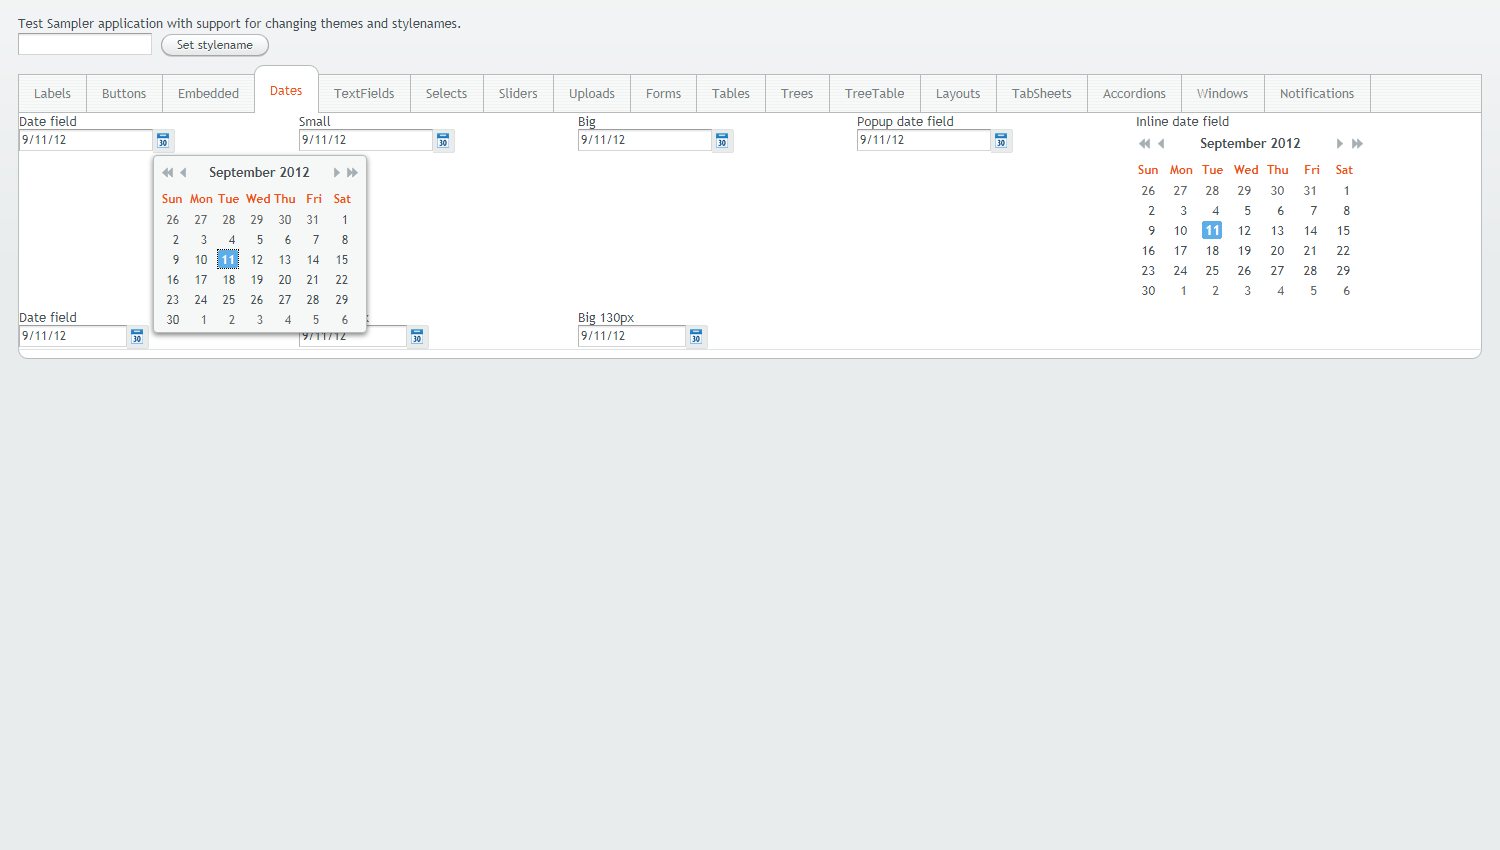 Test Sampler application with support for changing themes and stylenames.
Set stylename
Labels Buttons Embedded Dates TextFields Selects Sliders Uploads Forms Tables Trees TreeTable Layouts TabSheets Accordions Windows Notifications
Date field Small Big Popup date field Inline date field
9/11/12 30 9/11/12 30 9/11/12 30 9/11/12 30
September 2012
Sun Mon Tue Wed Thu Fri Sat
26 27 28 29 30 31 1
2 3 4 5 6 7 8
9 10 11 12 13 14 15
16 17 18 19 20 21 22
23 24 25 26 27 28 29
30 1 2 3 4 5 6
September 2012
Sun Mon Tue Wed Thu Fri Sat
26 27 28 29 30 31 1
2 3 4 5 6 7 8
9 10 11 12 13 14 15
16 17 18 19 20 21 22
23 24 25 26 27 28 29
30 1 2 3 4 5 6
Date field Big 130px
9/11/12 30 9/11/12 30 9/11/12 30